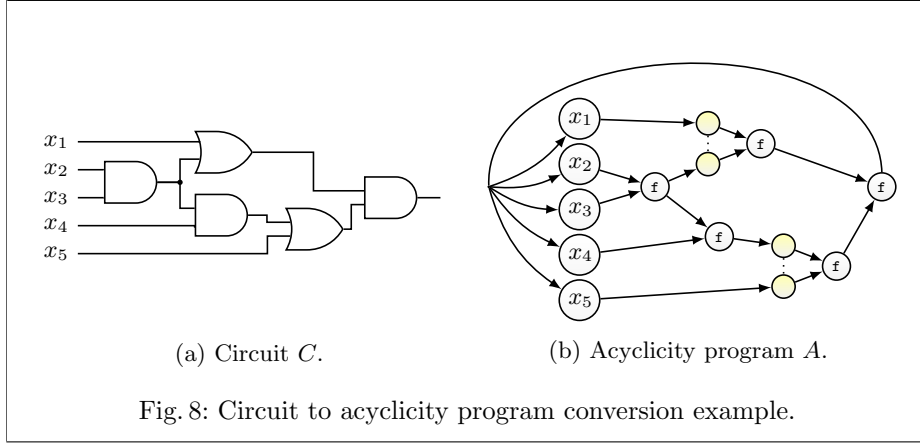 x₁
x₂
x₃
x₄
x₅
x₁
x₂
x₃
x₄
x₅
f
f
f
f
f
(a) Circuit C.
(b) Acyclicity program A.
Fig. 8: Circuit to acyclicity program conversion example.